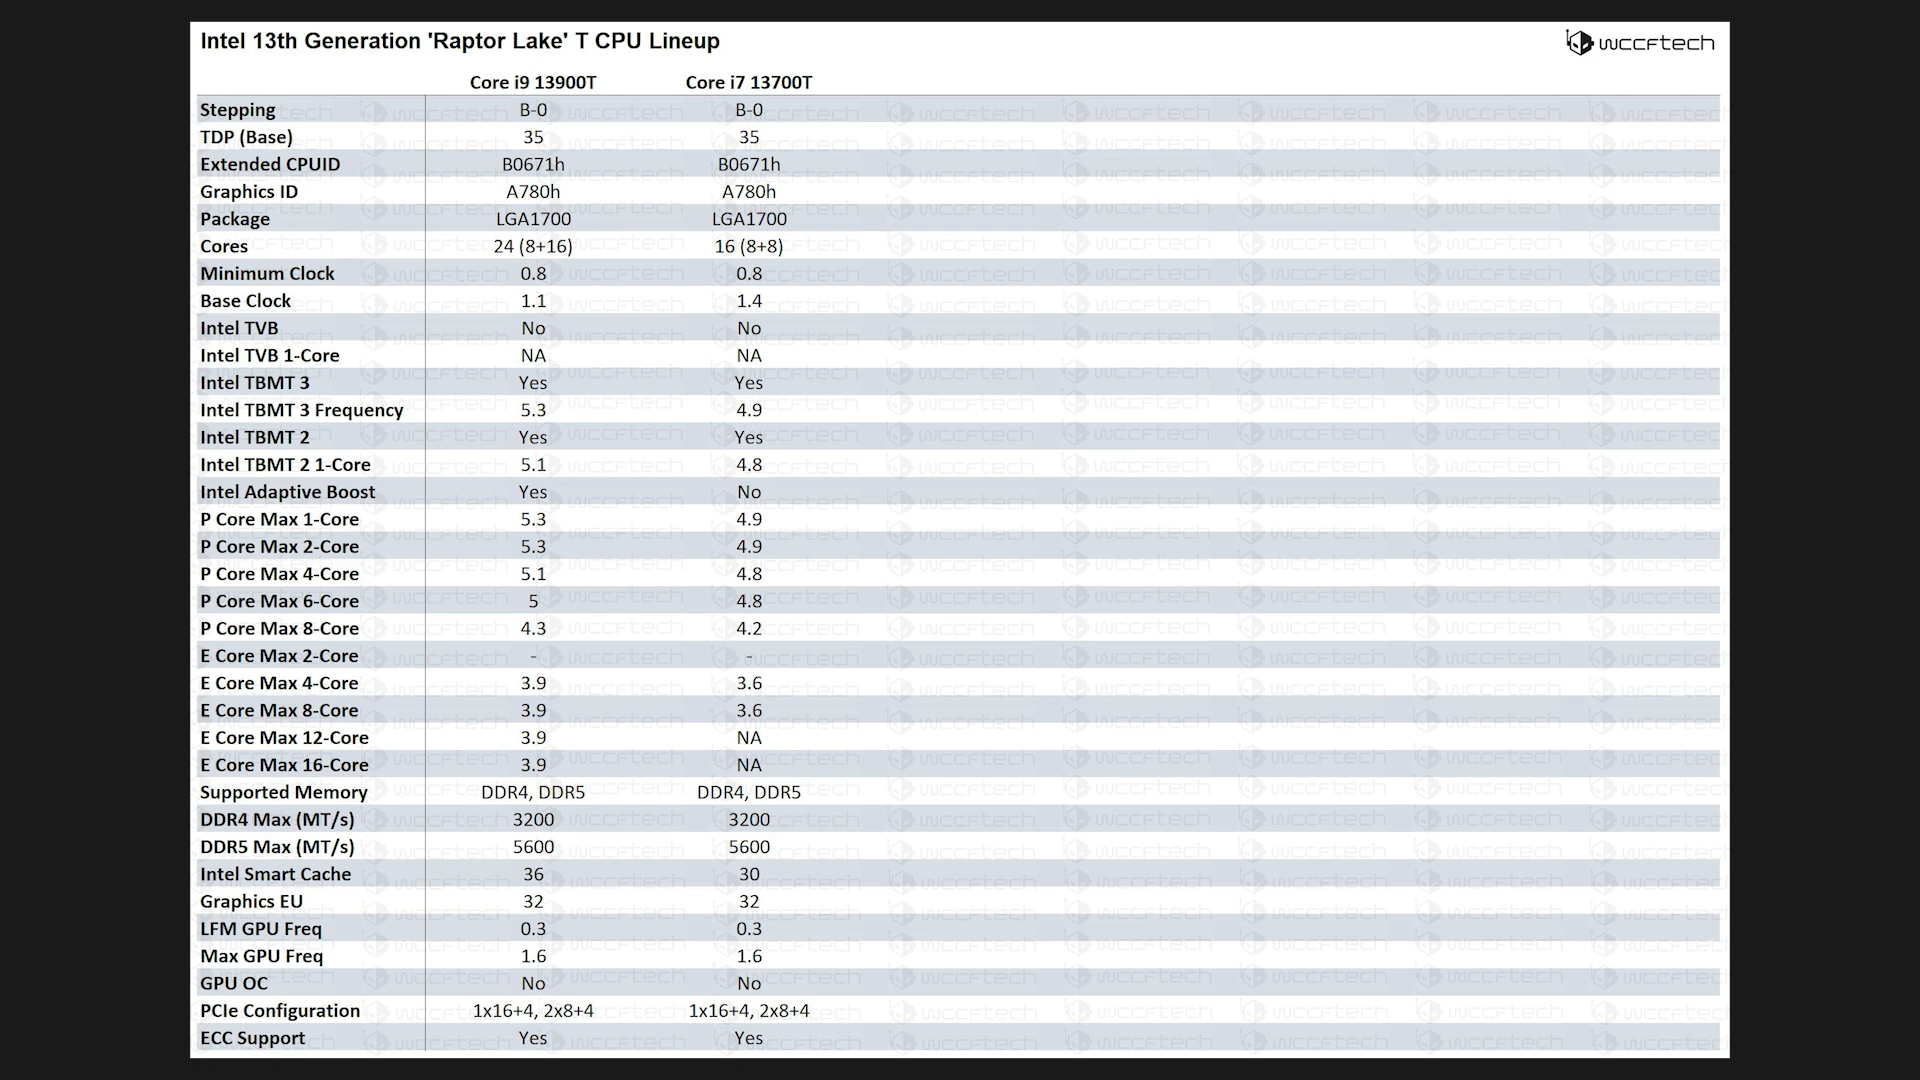 Intel 13th Generation 'Raptor Lake' T CPU Lineup
wccftech
Core i9 13900T Core i7 13700T
Stepping B-0 B-0
TDP (Base) 35 35
Extended CPUID B0671h B0671h
Graphics ID A780h A780h
Package LGA1700 LGA1700
Cores 24 (8+16) 16 (8+8)
Minimum Clock 0.8 0.8
Base Clock 1.1 1.4
Intel TVB No No
Intel TVB 1-Core NA NA
Intel TBMT 3 Yes Yes
Intel TBMT 3 Frequency 5.3 4.9
Intel TBMT 2 Yes Yes
Intel TBMT 2 1-Core 5.1 4.8
Intel Adaptive Boost Yes No
P Core Max 1-Core 5.3 4.9
P Core Max 2-Core 5.3 4.9
P Core Max 4-Core 5.1 4.8
P Core Max 6-Core 5 4.8
P Core Max 8-Core 4.3 4.2
E Core Max 2-Core - -
E Core Max 4-Core 3.9 3.6
E Core Max 8-Core 3.9 3.6
E Core Max 12-Core 3.9 NA
E Core Max 16-Core 3.9 NA
Supported Memory DDR4, DDR5 DDR4, DDR5
DDR4 Max (MT/s) 3200 3200
DDR5 Max (MT/s) 5600 5600
Intel Smart Cache 36 30
Graphics EU 32 32
LFM GPU Freq 0.3 0.3
Max GPU Freq 1.6 1.6
GPU OC No No
PCIe Configuration 1x16+4, 2x8+4 1x16+4, 2x8+4
ECC Support Yes Yes